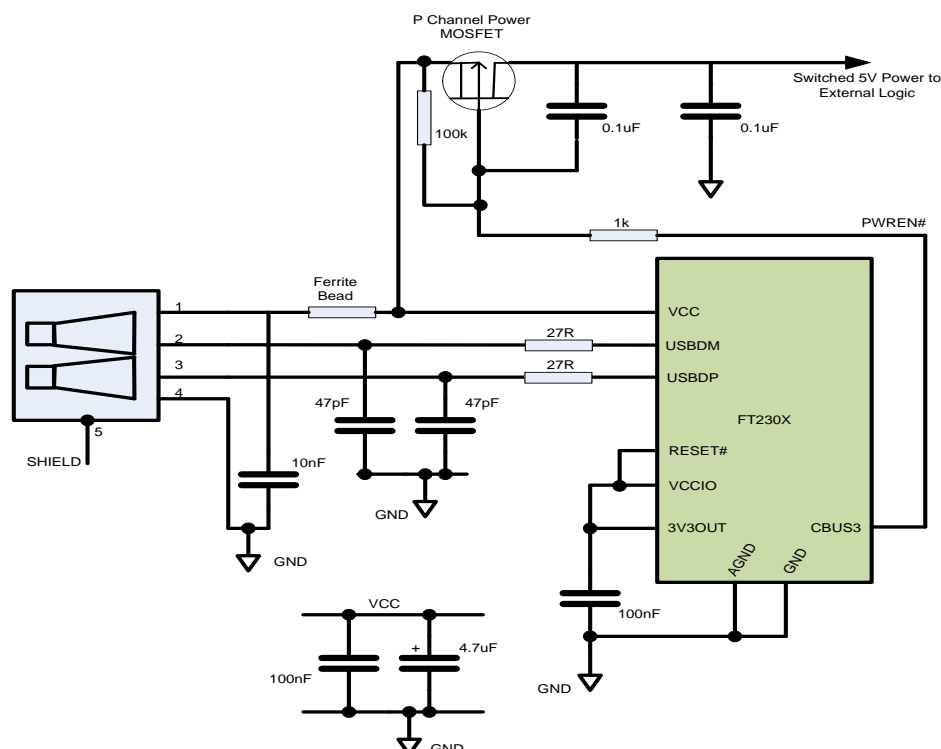 P Channel Power
MOSFET
Switched 5V Power to
External Logic
0.1uF
0.1uF
100k
1k
PWREN#
Ferrite
Bead
1
VCC
27R
2
USBDM
27R
3
USBDP
4
47pF
47pF
FT230X
5
SHIELD
RESET#
10nF
VCCIO
GND
3V3OUT
CBUS3
GND
AGND
GND
100nF
VCC
+
4.7uF
100nF
GND
GND